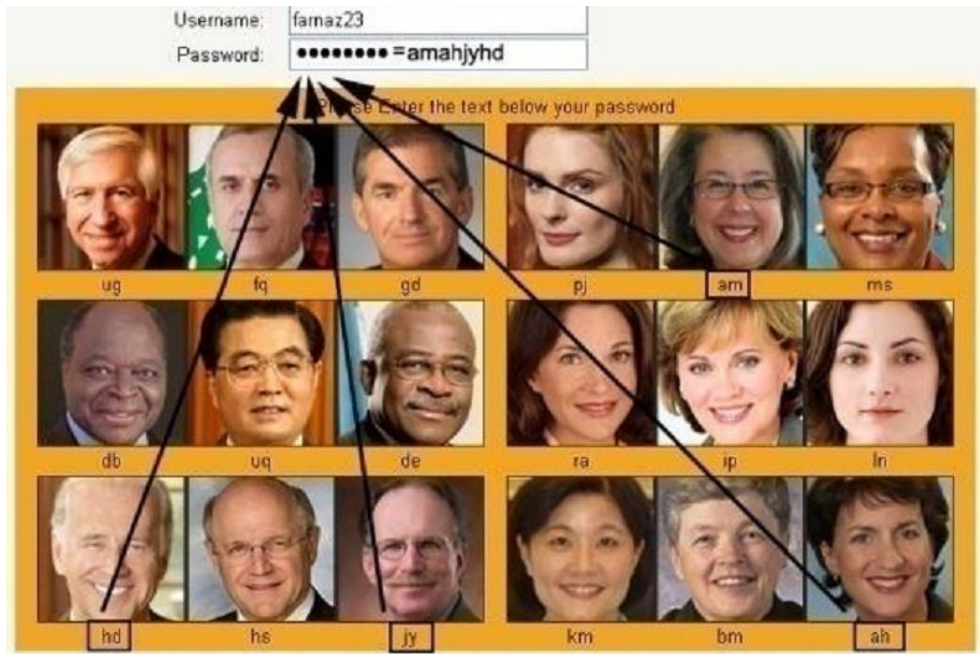 Username: farnaz23
Password: •••••••• =amahjyhd
Please Enter the text below your password
ug fq gd pj am ms
db uq de ra ip ln
hd hs jy km bm ah